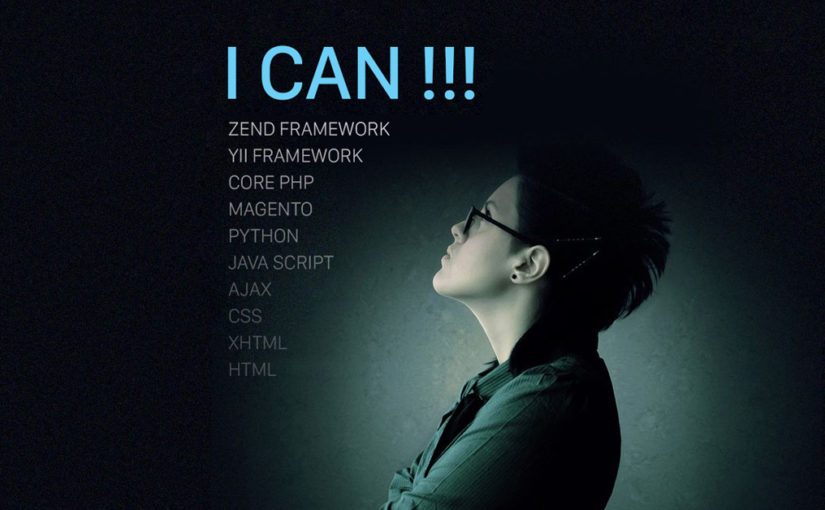 I CAN !!!
ZEND FRAMEWORK
YII FRAMEWORK
CORE PHP
MAGENTO
PYTHON
JAVA SCRIPT
AJAX
CSS
XHTML
HTML